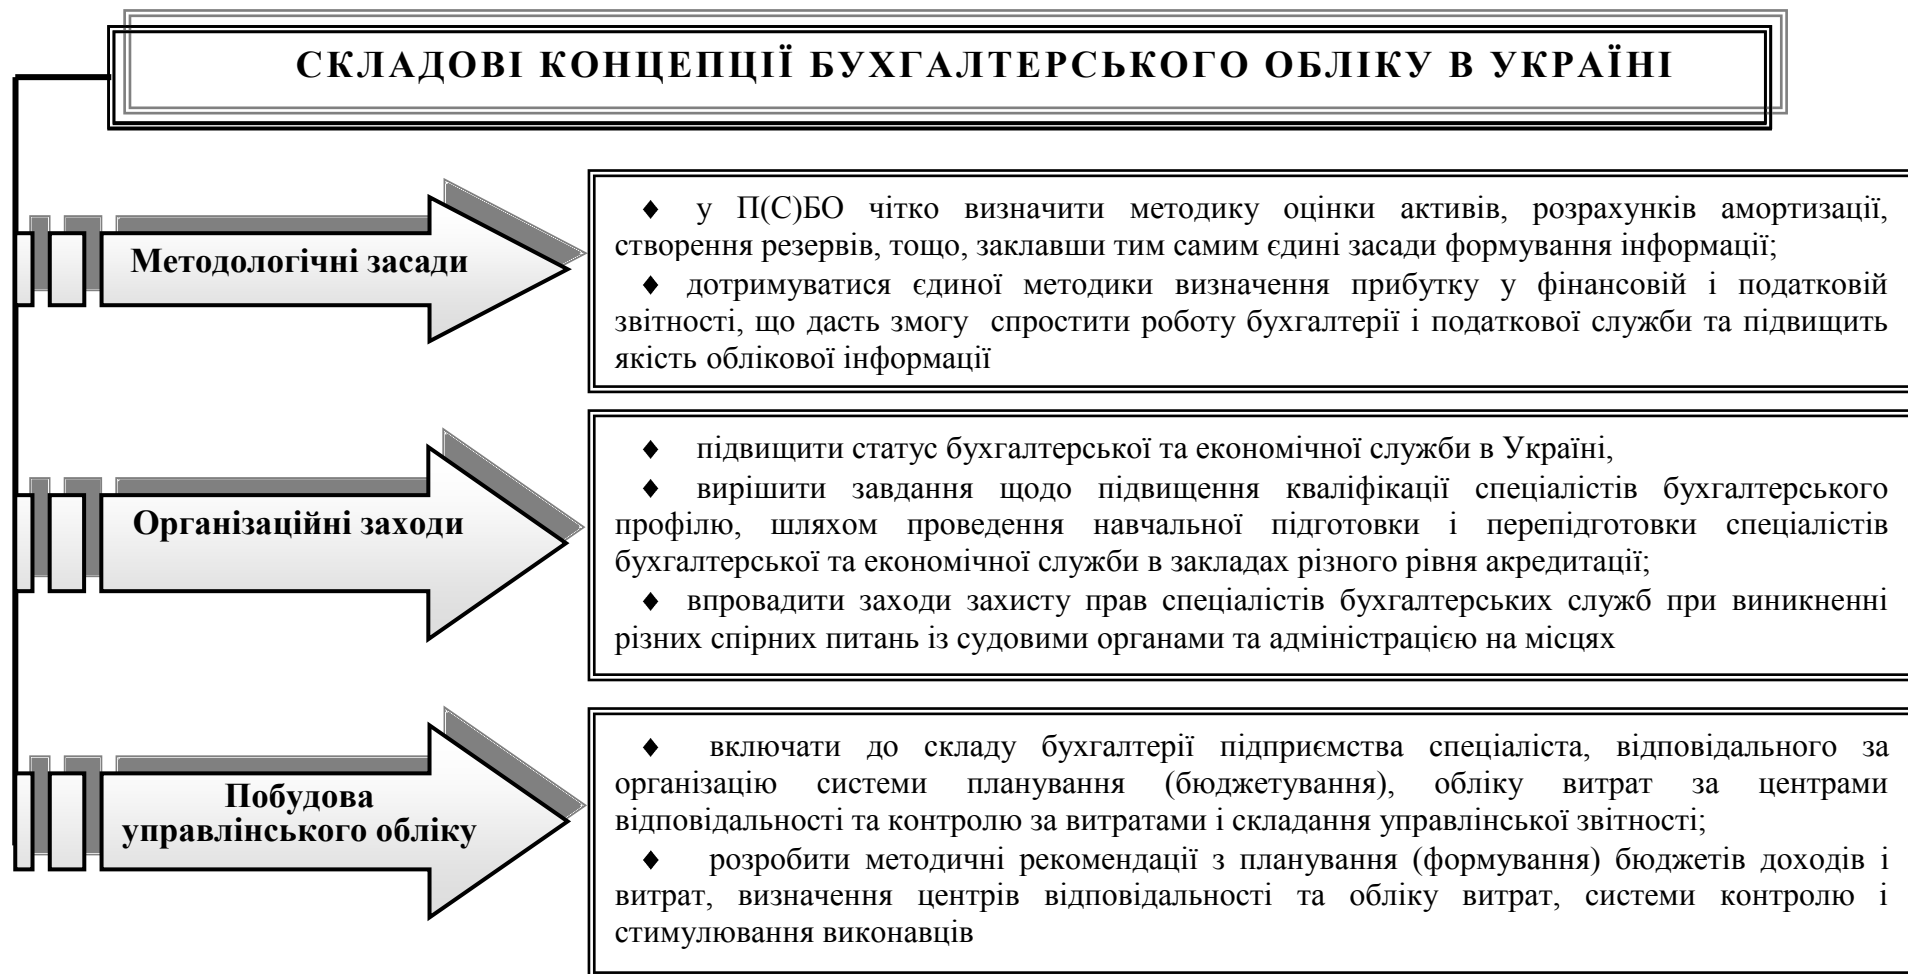 СКЛАДОВІ КОНЦЕПЦІЇ БУХГАЛТЕРСЬКОГО ОБЛІКУ В УКРАЇНІ
Методологічні засади
♦ у П(С)БО чітко визначити методику оцінки активів, розрахунків амортизації,
створення резервів, тощо, заклавши тим самим єдині засади формування інформації;
♦ дотримуватися єдиної методики визначення прибутку у фінансовій і податковій
звітності, що дасть змогу спростити роботу бухгалтерії і податкової служби та підвищить
якість облікової інформації
Організаційні заходи
♦ підвищити статус бухгалтерської та економічної служби в Україні,
♦ вирішити завдання щодо підвищення кваліфікації спеціалістів бухгалтерського
профілю, шляхом проведення навчальної підготовки і перепідготовки спеціалістів
бухгалтерської та економічної служби в закладах різного рівня акредитації;
♦ впровадити заходи захисту прав спеціалістів бухгалтерських служб при виникненні
різних спірних питань із судовими органами та адміністрацією на місцях
Побудова
управлінського обліку
♦ включати до складу бухгалтерії підприємства спеціаліста, відповідального за
організацію системи планування (бюджетування), обліку витрат за центрами
відповідальності та контролю за витратами і складання управлінської звітності;
♦ розробити методичні рекомендації з планування (формування) бюджетів доходів і
витрат, визначення центрів відповідальності та обліку витрат, системи контролю і
стимулювання виконавців